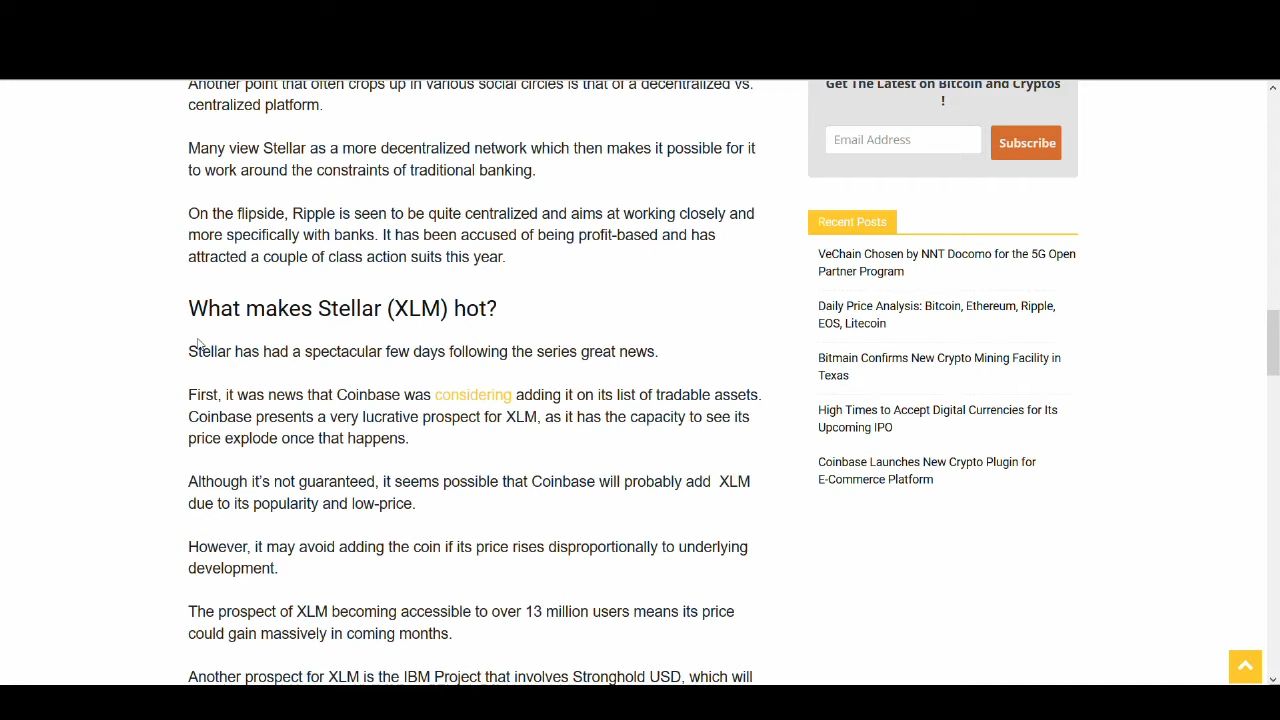 Another point that often crops up in various social circles is that of a decentralized vs.
centralized platform.
Many view Stellar as a more decentralized network which then makes it possible for it
to work around the constraints of traditional banking.
On the flipside, Ripple is seen to be quite centralized and aims at working closely and
more specifically with banks. It has been accused of being profit-based and has
attracted a couple of class action suits this year.
What makes Stellar (XLM) hot?
Stellar has had a spectacular few days following the series great news.
First, it was news that Coinbase was considering adding it on its list of tradable assets.
Coinbase presents a very lucrative prospect for XLM, as it has the capacity to see its
price explode once that happens.
Although it's not guaranteed, it seems possible that Coinbase will probably add  XLM
due to its popularity and low-price.
However, it may avoid adding the coin if its price rises disproportionally to underlying
development.
The prospect of XLM becoming accessible to over 13 million users means its price
could gain massively in coming months.
Another prospect for XLM is the IBM Project that involves Stronghold USD, which will
Get The Latest on Bitcoin and Cryptos
!
Email Address
Subscribe
Recent Posts
VeChain Chosen by NNT Docomo for the 5G Open
Partner Program
Daily Price Analysis: Bitcoin, Ethereum, Ripple,
EOS, Litecoin
Bitmain Confirms New Crypto Mining Facility in
Texas
High Times to Accept Digital Currencies for Its
Upcoming IPO
Coinbase Launches New Crypto Plugin for
E-Commerce Platform